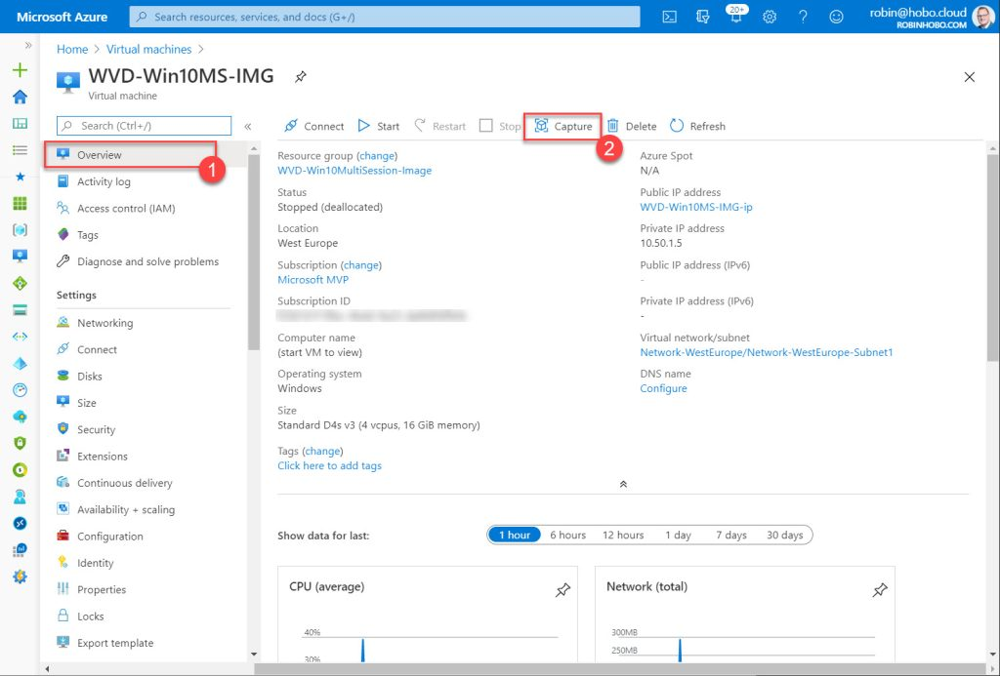 Microsoft Azure
Search resources, services, and docs (G+/)
20+
robin@hobo.cloud
ROBINHOBO.COM
Home > Virtual machines >
WVD-Win10MS-IMG
Virtual machine
Search (Ctrl+/)
Connect Start Restart Stop Capture Delete Refresh
1
2
Overview
Activity log
Access control (IAM)
Tags
Diagnose and solve problems
Settings
Networking
Connect
Disks
Size
Security
Extensions
Continuous delivery
Availability + scaling
Configuration
Identity
Properties
Locks
Export template
Resource group (change)
WVD-Win10MultiSession-Image
Status
Stopped (deallocated)
Location
West Europe
Subscription (change)
Microsoft MVP
Subscription ID
Computer name
(start VM to view)
Operating system
Windows
Size
Standard D4s v3 (4 vcpus, 16 GiB memory)
Tags (change)
Click here to add tags
Azure Spot
N/A
Public IP address
WVD-Win10MS-IMG-ip
Private IP address
10.50.1.5
Public IP address (IPv6)
-
Private IP address (IPv6)
-
Virtual network/subnet
Network-WestEurope/Network-WestEurope-Subnet1
DNS name
Configure
Show data for last:
1 hour 6 hours 12 hours 1 day 7 days 30 days
CPU (average)
40%
30%
Network (total)
300MB
250MB